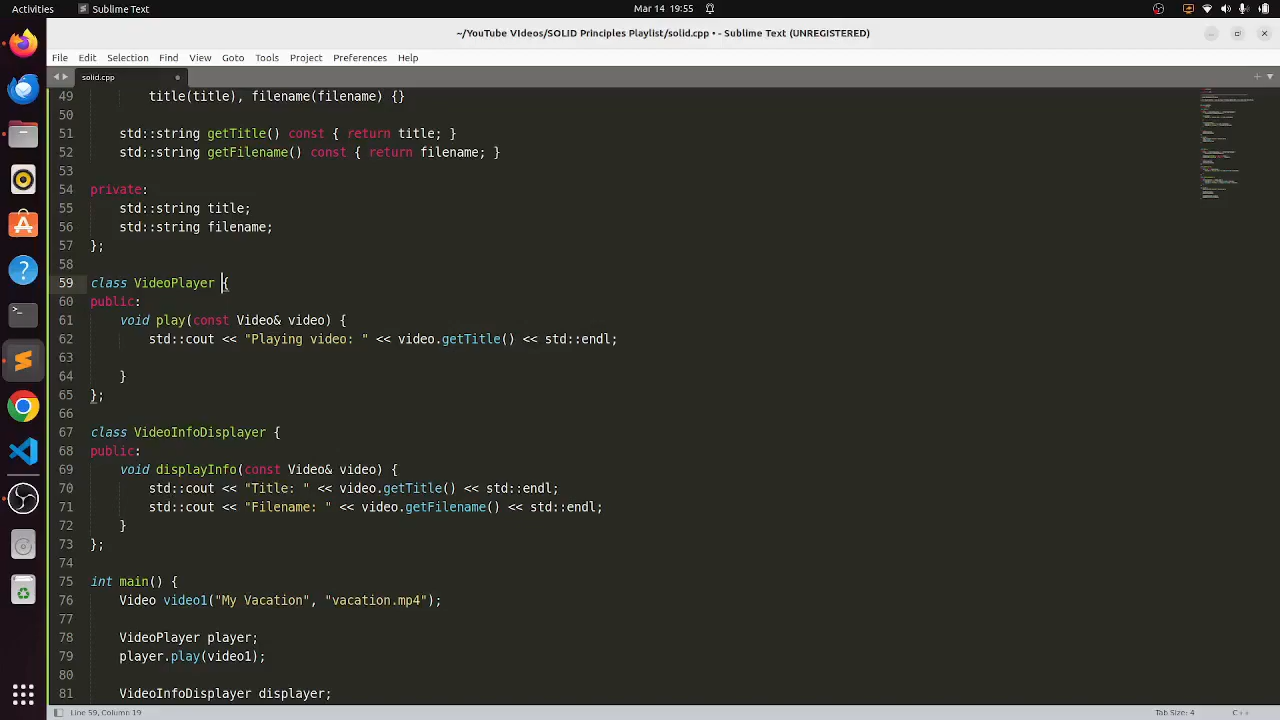 Activities Sublime Text Mar 14 19:55
~/YouTube VIdeos/SOLID Principles Playlist/solid.cpp • - Sublime Text (UNREGISTERED)
File Edit Selection Find View Goto Tools Project Preferences Help
solid.cpp
49 title(title), filename(filename) {}
50
51 std::string getTitle() const { return title; }
52 std::string getFilename() const { return filename; }
53
54 private:
55 std::string title;
56 std::string filename;
57 };
58
59 class VideoPlayer {
60 public:
61 void play(const Video& video) {
62 std::cout << "Playing video: " << video.getTitle() << std::endl;
63
64 }
65 };
66
67 class VideoInfoDisplayer {
68 public:
69 void displayInfo(const Video& video) {
70 std::cout << "Title: " << video.getTitle() << std::endl;
71 std::cout << "Filename: " << video.getFilename() << std::endl;
72 }
73 };
74
75 int main() {
76 Video video1("My Vacation", "vacation.mp4");
77
78 VideoPlayer player;
79 player.play(video1);
80
81 VideoInfoDisplayer displayer;
Line 59, Column 19 Tab Size: 4 C++